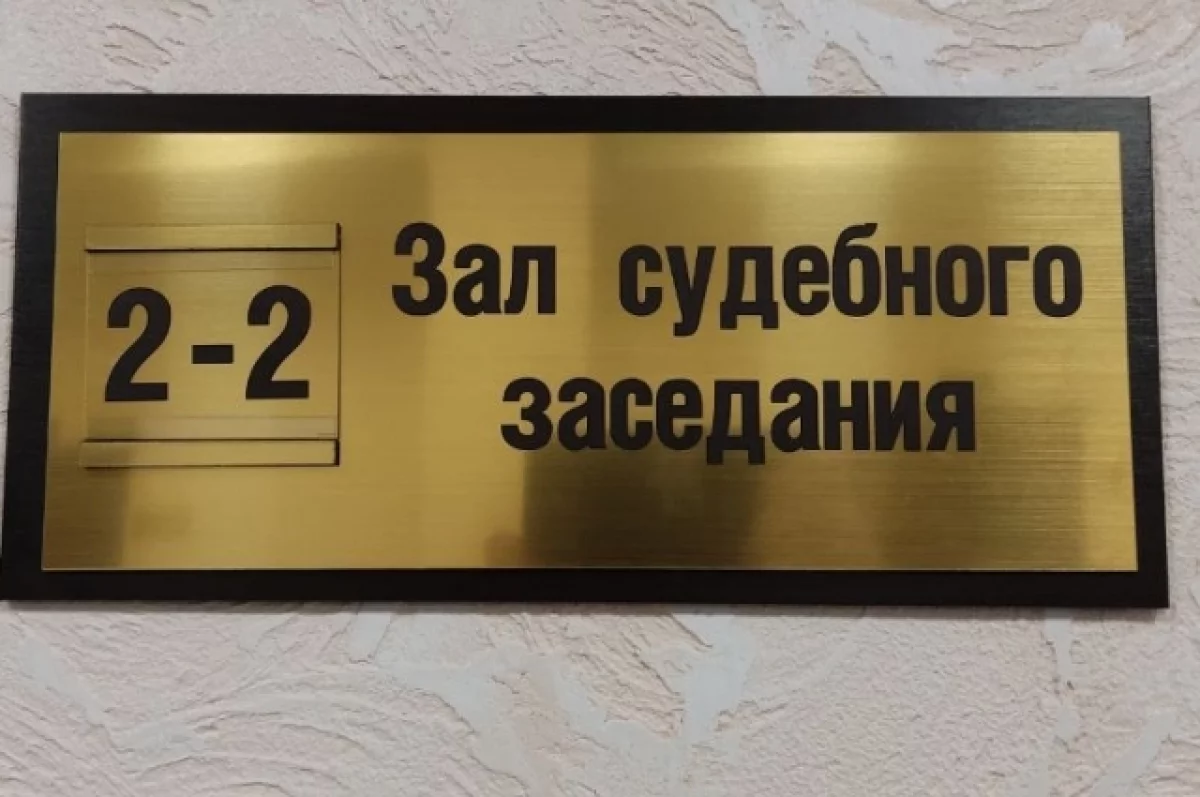 2-2
Зал судебного
заседания